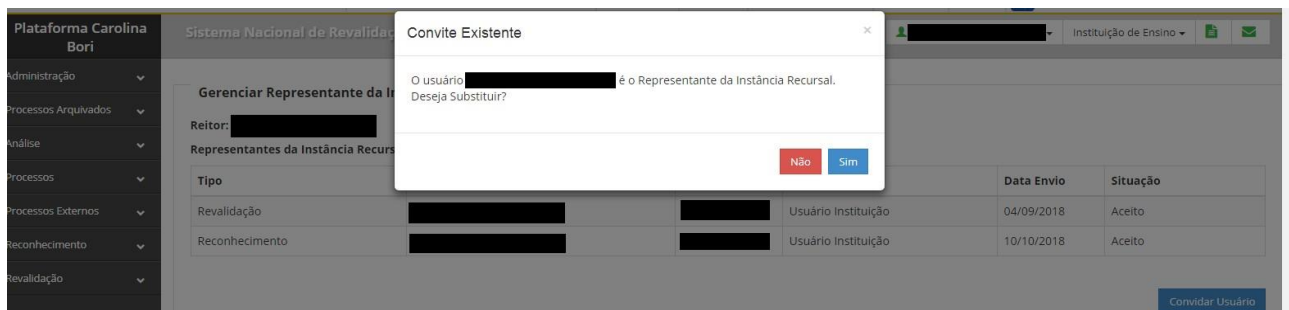 Plataforma Carolina
Bori
Sistema Nacional de Revalidaç
Instituição de Ensino
Convite Existente
×
O usuário é o Representante da Instância Recursal.
Deseja Substituir?
Não Sim
Administração
Processos Arquivados
Análise
Processos
Processos Externos
Reconhecimento
Revalidação
Gerenciar Representante da I
Reitor:
Representantes da Instância Recurs
Tipo Data Envio Situação
Revalidação Usuário Instituição 04/09/2018 Aceito
Reconhecimento Usuário Instituição 10/10/2018 Aceito
Convidar Usuário